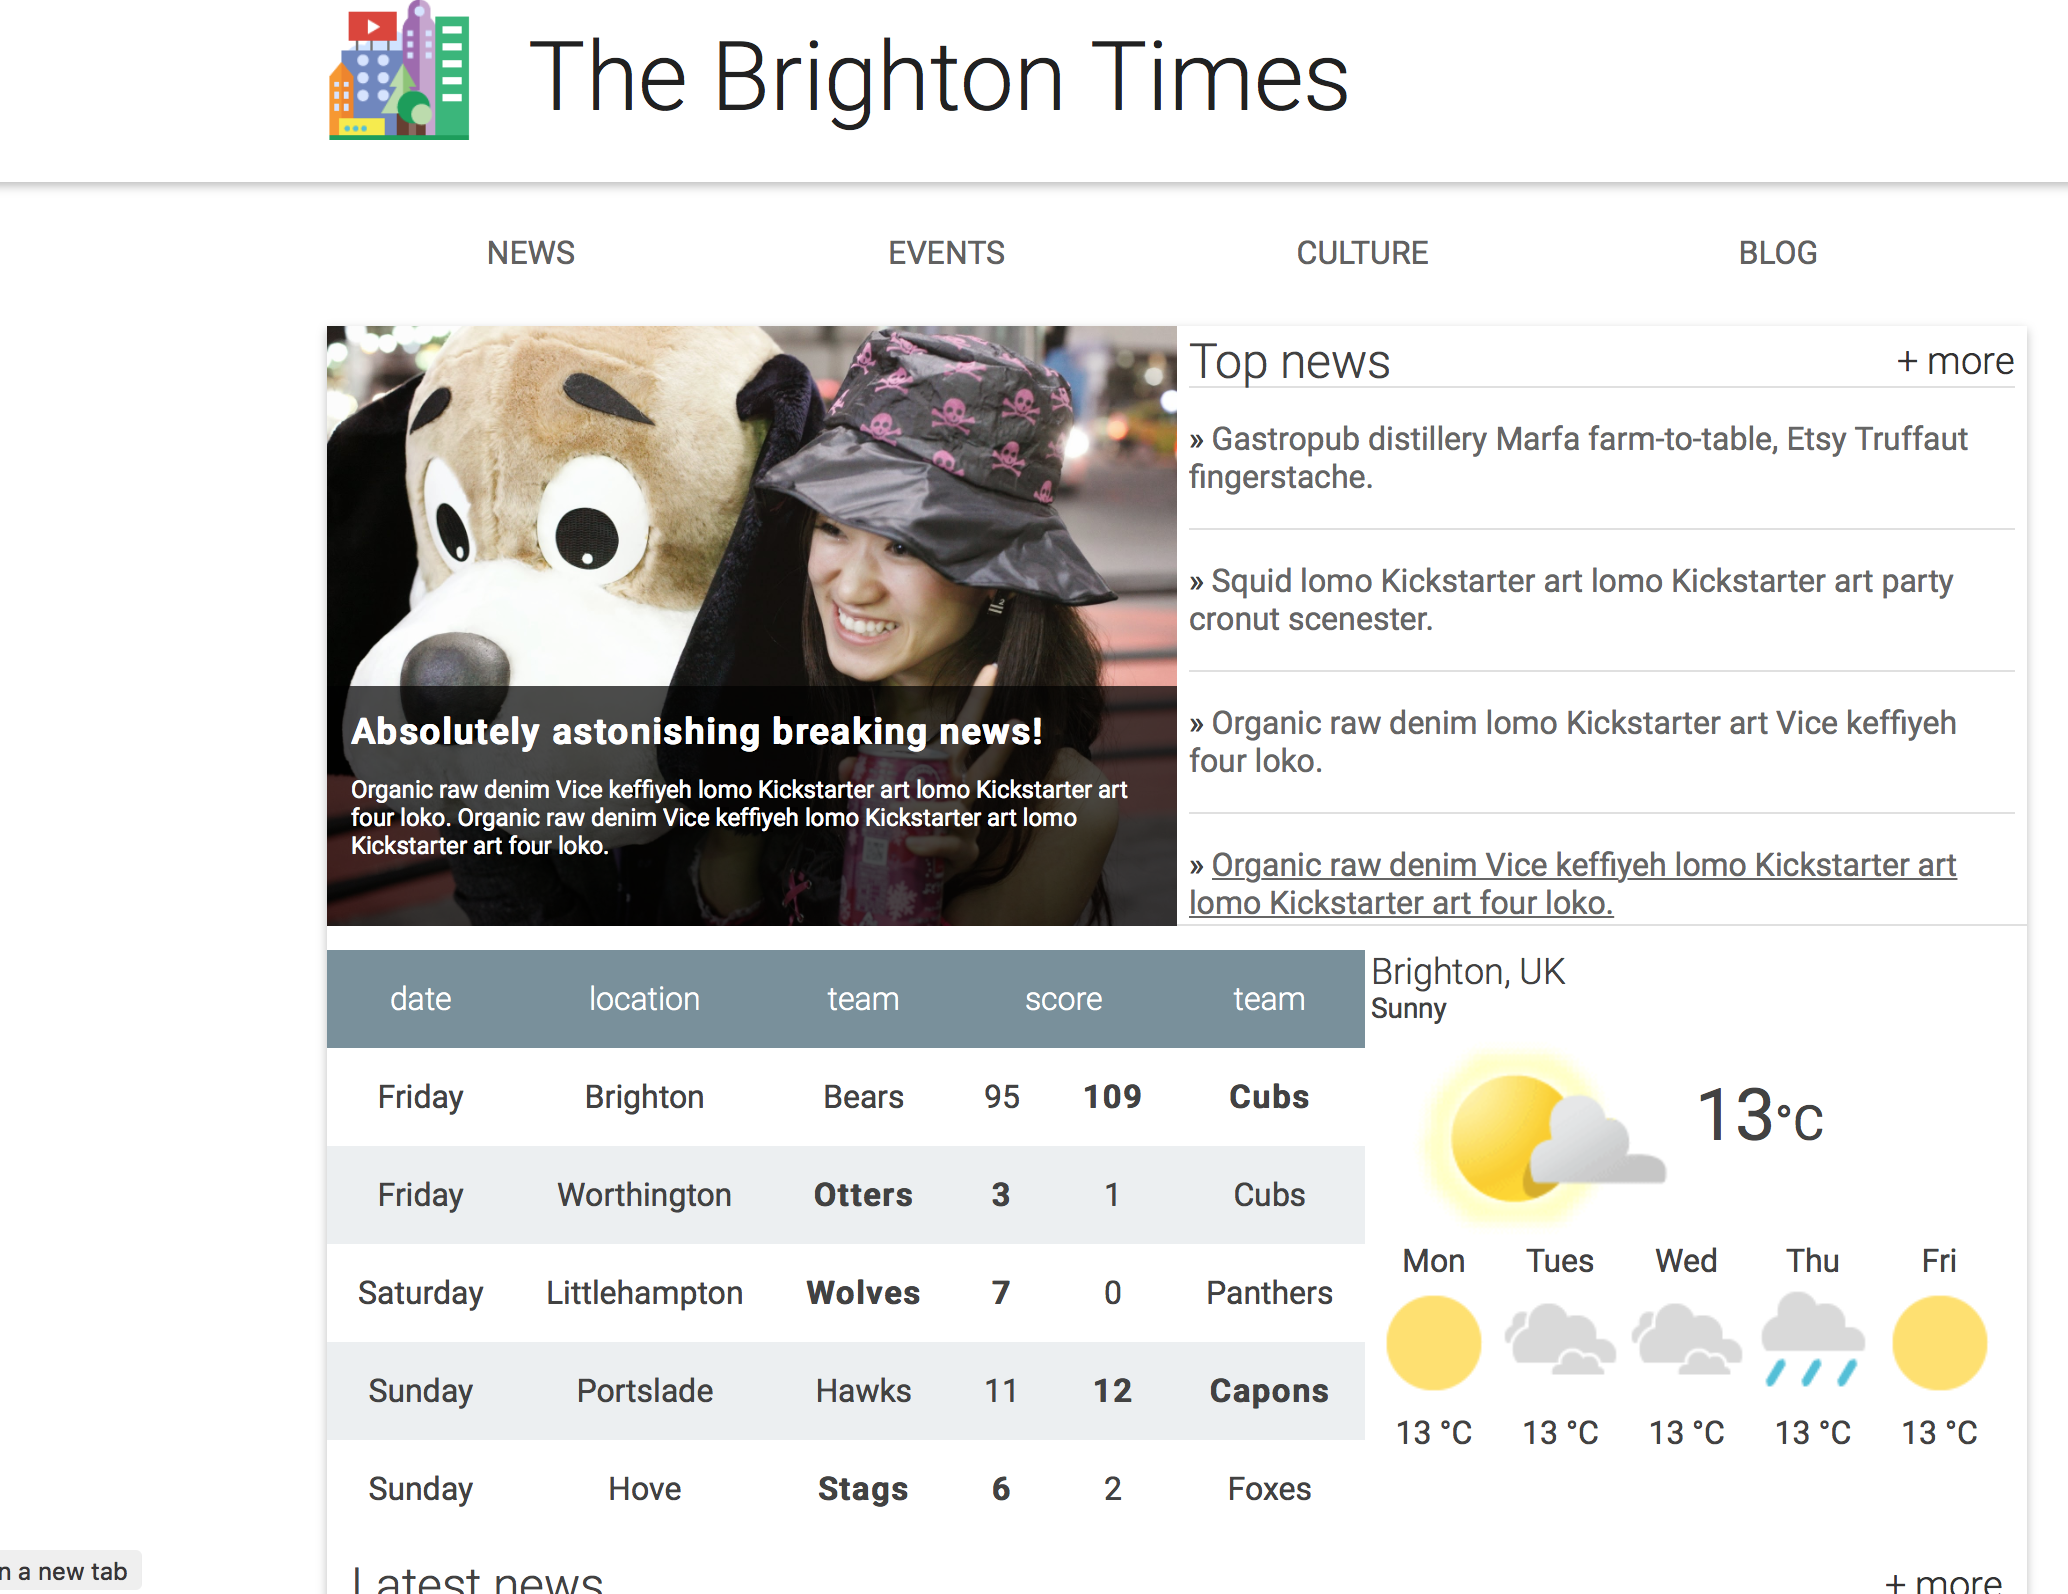 The Brighton Times
NEWS EVENTS CULTURE BLOG
Absolutely astonishing breaking news!
Organic raw denim Vice keffiyeh lomo Kickstarter art lomo Kickstarter art
four loko. Organic raw denim Vice keffiyeh lomo Kickstarter art lomo
Kickstarter art four loko.
Top news + more
» Gastropub distillery Marfa farm-to-table, Etsy Truffaut
fingerstache.
» Squid lomo Kickstarter art lomo Kickstarter art party
cronut scenester.
» Organic raw denim lomo Kickstarter art Vice keffiyeh
four loko.
» Organic raw denim Vice keffiyeh lomo Kickstarter art
lomo Kickstarter art four loko.
date location team score team
Friday Brighton Bears 95 109 Cubs
Friday Worthington Otters 3 1 Cubs
Saturday Littlehampton Wolves 7 0 Panthers
Sunday Portslade Hawks 11 12 Capons
Sunday Hove Stags 6 2 Foxes
Brighton, UK
Sunny
13°C
Mon Tues Wed Thu Fri
13 °C 13 °C 13 °C 13 °C 13 °C
Latest news + more
n a new tab